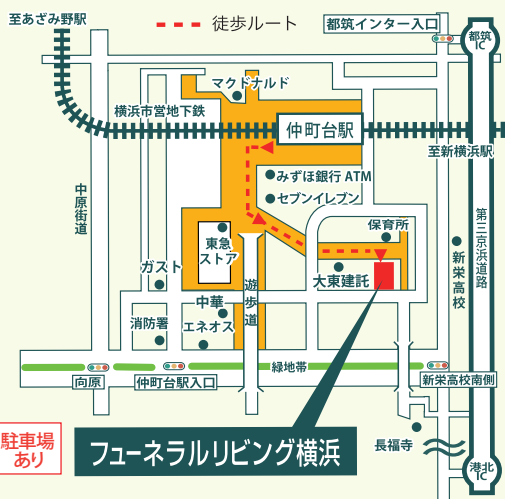 至あざみ野駅
徒歩ルート
都筑インター入口
都筑
IC
マクドナルド
横浜市営地下鉄
仲町台駅
至新横浜駅
みずほ銀行 ATM
セブンイレブン
中原街道
第三京浜道路
保育所
東急
ストア
新栄高校
ガスト
大東建託
遊歩道
中華
消防署
エネオス
緑地帯
向原
仲町台駅入口
新栄高校南側
駐車場
あり
フューネラルリビング横浜
長福寺
港北
IC